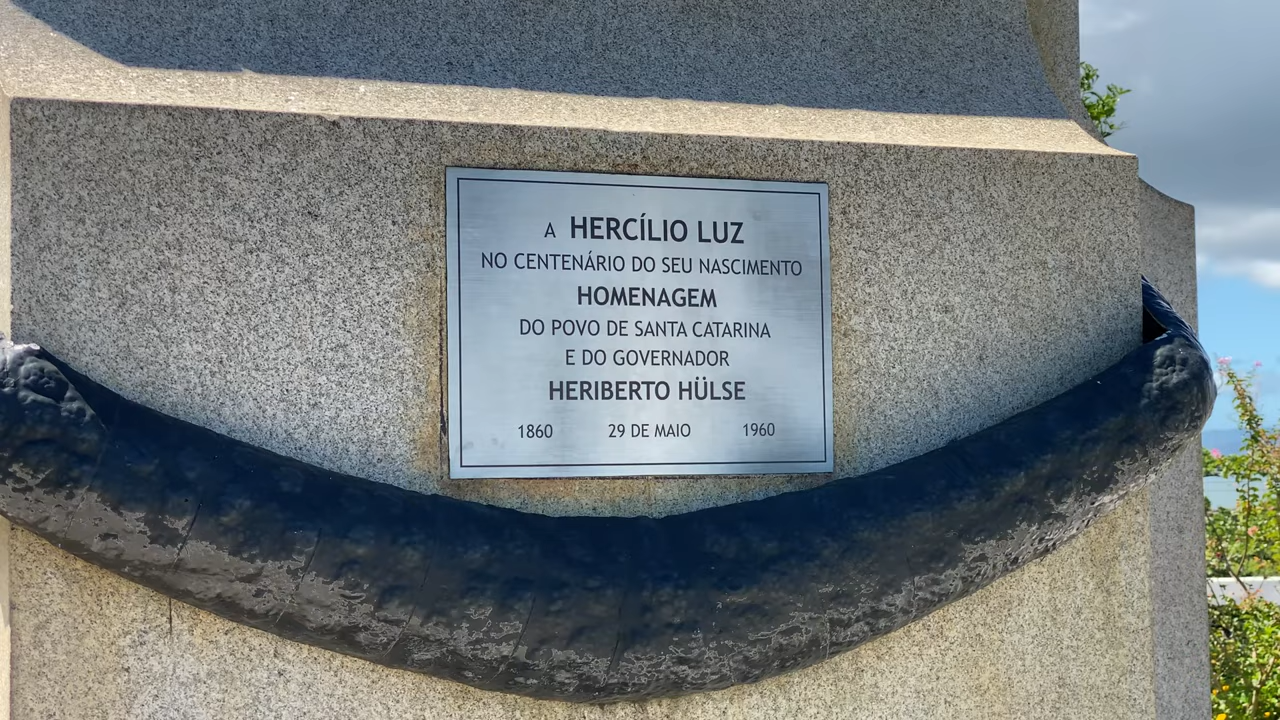 A HERCÍLIO LUZ
NO CENTENÁRIO DO SEU NASCIMENTO
HOMENAGEM
DO POVO DE SANTA CATARINA
E DO GOVERNADOR
HERIBERTO HÜLSE
1860 29 DE MAIO 1960